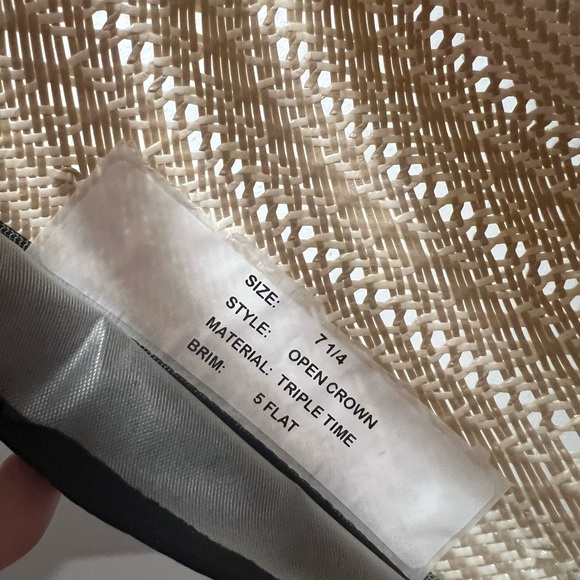 SIZE: 7 1/4
STYLE: OPEN CROWN
MATERIAL: TRIPLE TIME
BRIM: 5 FLAT